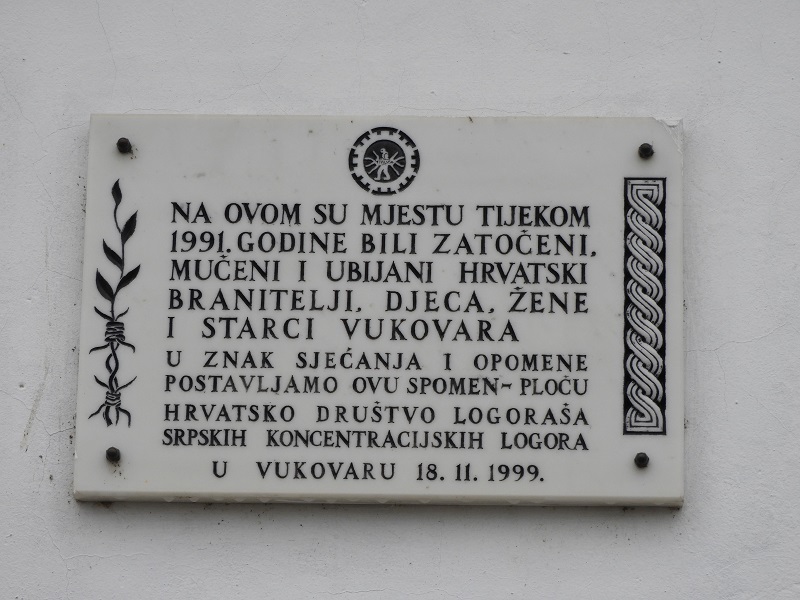 NA OVOM SU MJESTU TIJEKOM
1991. GODINE BILI ZATOČENI,
MUČENI I UBIJANI HRVATSKI
BRANITELJI, DJECA, ŽENE
I STARCI VUKOVARA
U ZNAK SJEĆANJA I OPOMENE
POSTAVLJAMO OVU SPOMEN-PLOČU
HRVATSKO DRUŠTVO LOGORAŠA
SRPSKIH KONCENTRACIJSKIH LOGORA
U VUKOVARU 18. 11. 1999.